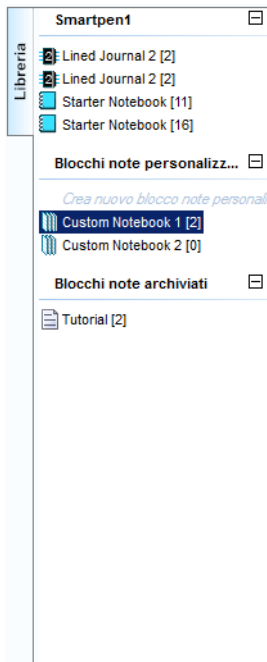 Libreria
Smartpen1
Lined Journal 2 [2]
Lined Journal 2 [2]
Starter Notebook [11]
Starter Notebook [16]
Blocchi note personalizz...
Crea nuovo blocco note personali
Custom Notebook 1 [2]
Custom Notebook 2 [0]
Blocchi note archiviati
Tutorial [2]